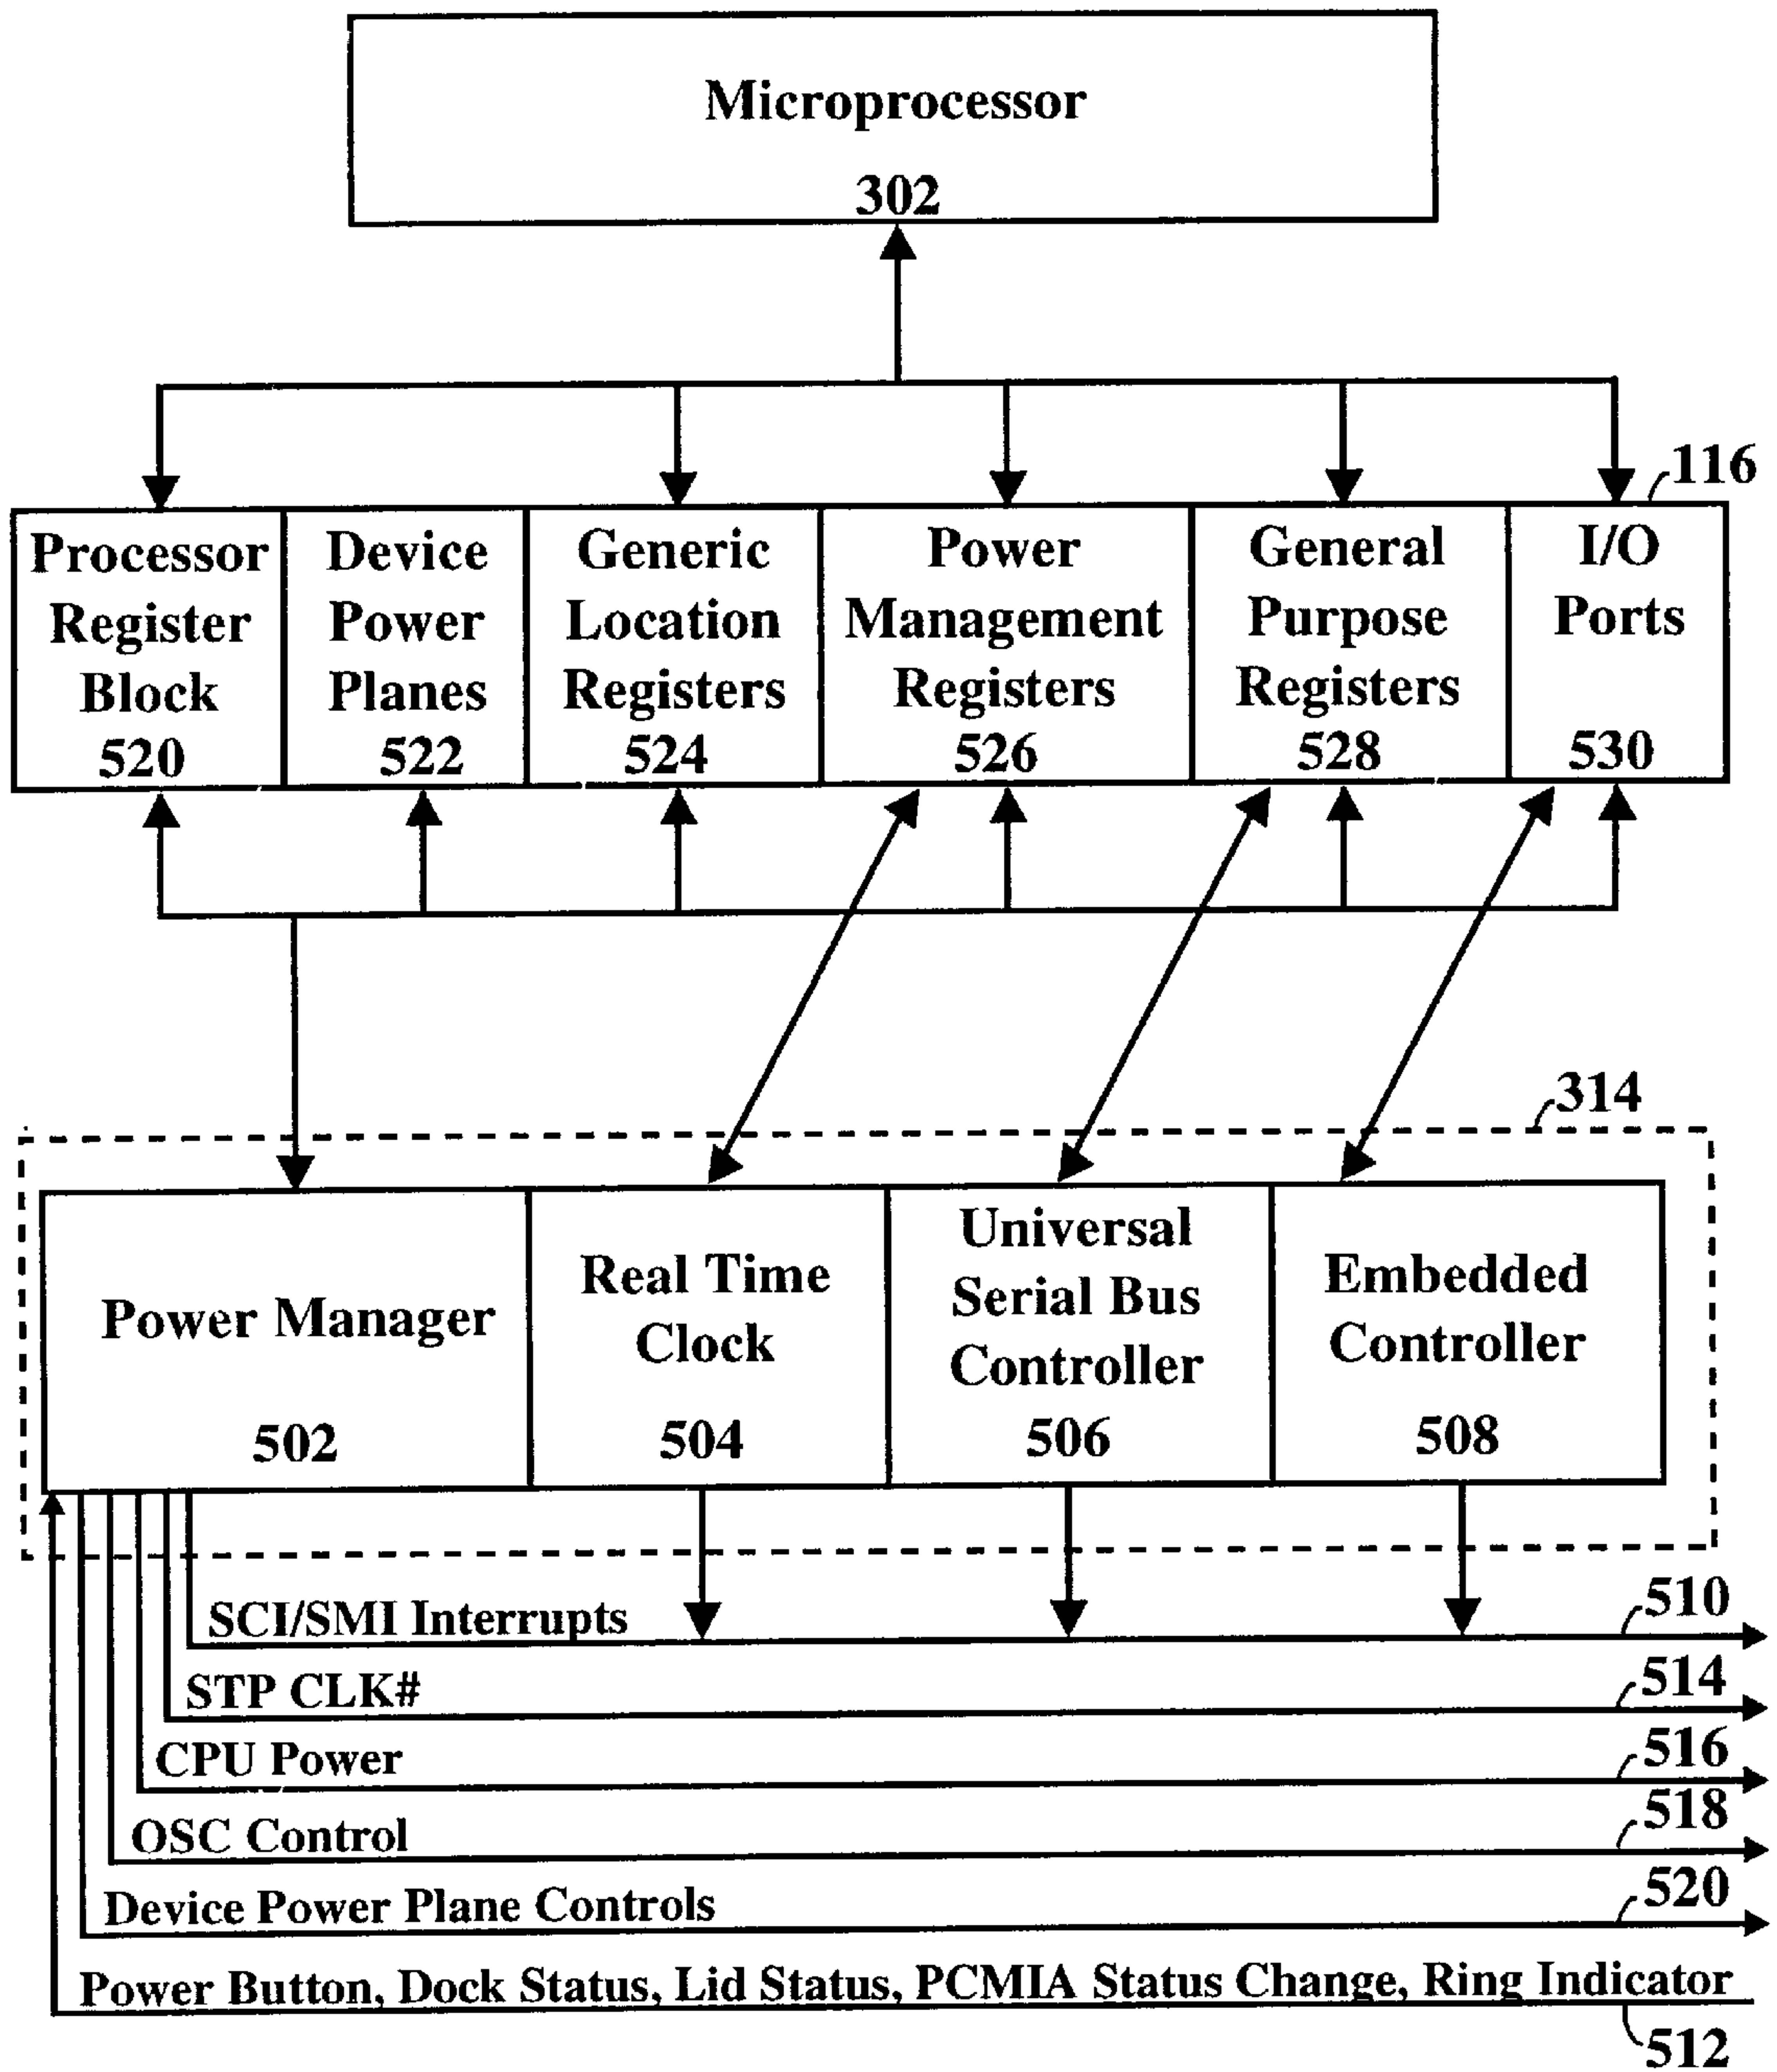 Microprocessor
302
116
Processor
Register
Block
520
Device
Power
Planes
522
Generic
Location
Registers
524
Power
Management
Registers
526
General
Purpose
Registers
528
I/O
Ports
530
314
Power Manager
502
Real Time
Clock
504
Universal
Serial Bus
Controller
506
Embedded
Controller
508
SCI/SMI Interrupts
510
STP CLK#
514
CPU Power
516
OSC Control
518
Device Power Plane Controls
520
Power Button, Dock Status, Lid Status, PCMIA Status Change, Ring Indicator
512